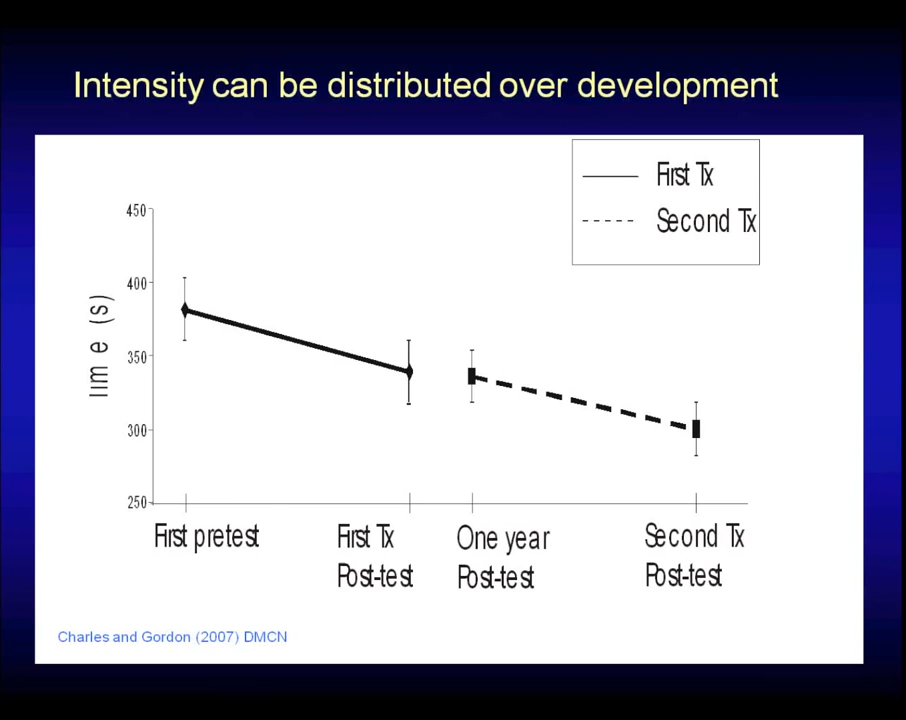 Intensity can be distributed over development
First Tx
Second Tx
450
400
350
300
250
Time (s)
First pretest
First Tx
Post-test
One year
Post-test
Second Tx
Post-test
Charles and Gordon (2007) DMCN